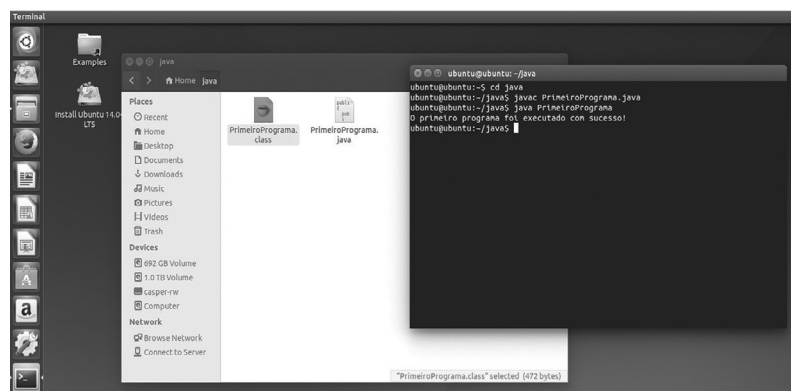 Terminal
Examples
Install Ubuntu 14.0
LTS
java
Home java
Places
Recent
Home
Desktop
Documents
Downloads
Music
Pictures
Videos
Trash
Devices
692 GB Volume
1.0 TB Volume
casper-rw
Computer
Network
Browse Network
Connect to Server
PrimeiroPrograma.
class
PrimeiroPrograma.
java
"PrimeiroPrograma.class" selected (472 bytes)
ubuntu@ubuntu: ~/java
ubuntu@ubuntu:~$ cd java
ubuntu@ubuntu:~/java$ javac PrimeiroPrograma.java
ubuntu@ubuntu:~/java$ java PrimeiroPrograma
O primeiro programa foi executado com sucesso!
ubuntu@ubuntu:~/java$